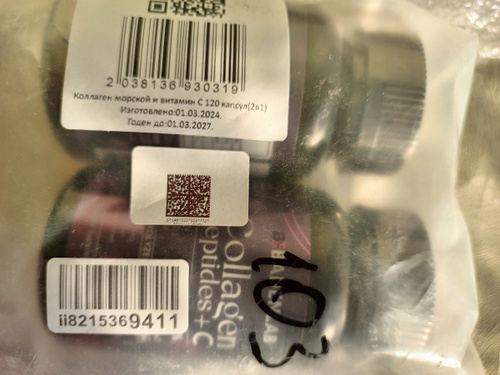 2 038136 930319
Коллаген морской и витамин С 120 капсул(2в1)
Изготовлено:01.03.2024.
Годен до:01.03.2027.
ii8215369411
Collagen
peptides + C
103